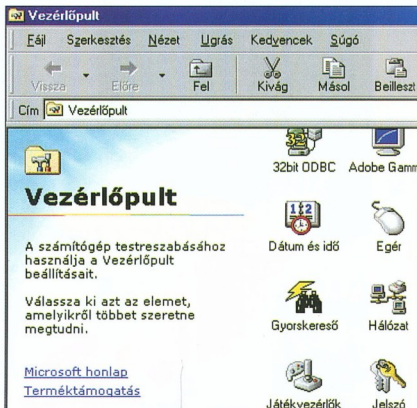 Vezérlőpult
Fájl Szerkesztés Nézet Ugrás Kedvencek Súgó
Vissza Előre Fel Kivág Másol Beilleszt
Cím Vezérlőpult
32bit ODBC Adobe Gamm
Vezérlőpult
A számítógép testreszabásához
használja a Vezérlőpult
beállításait.
Válassza ki azt az elemet,
amelyikről többet szeretne
megtudni.
Microsoft honlap
Terméktámogatás
Dátum és idő Egér
Gyorskereső Hálózat
Játékvezérlők Jelszó